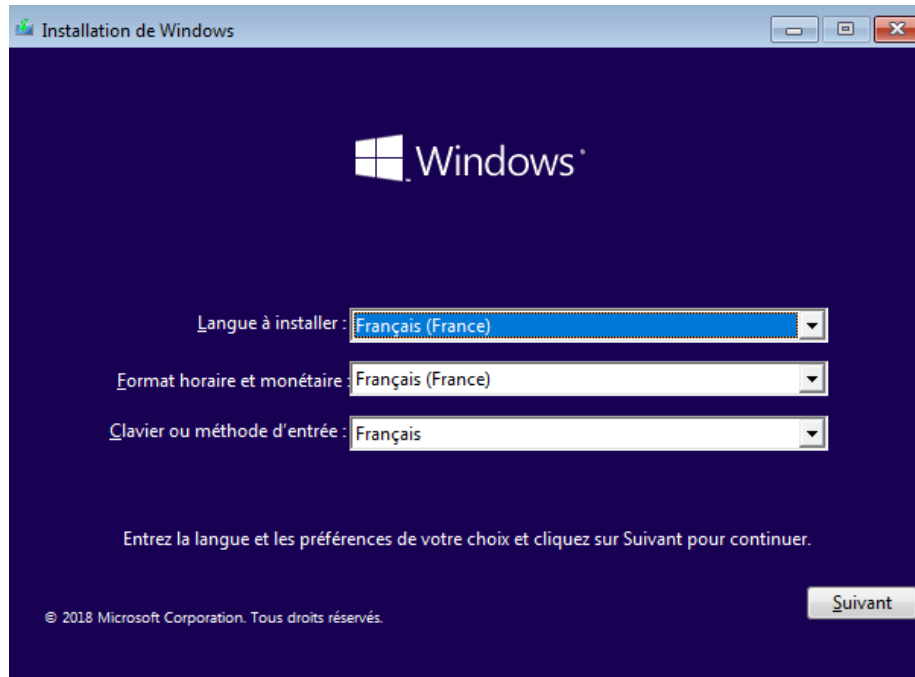 Installation de Windows
Windows
Langue à installer : Français (France)
Format horaire et monétaire : Français (France)
Clavier ou méthode d'entrée : Français
Entrez la langue et les préférences de votre choix et cliquez sur Suivant pour continuer.
Suivant
© 2018 Microsoft Corporation. Tous droits réservés.